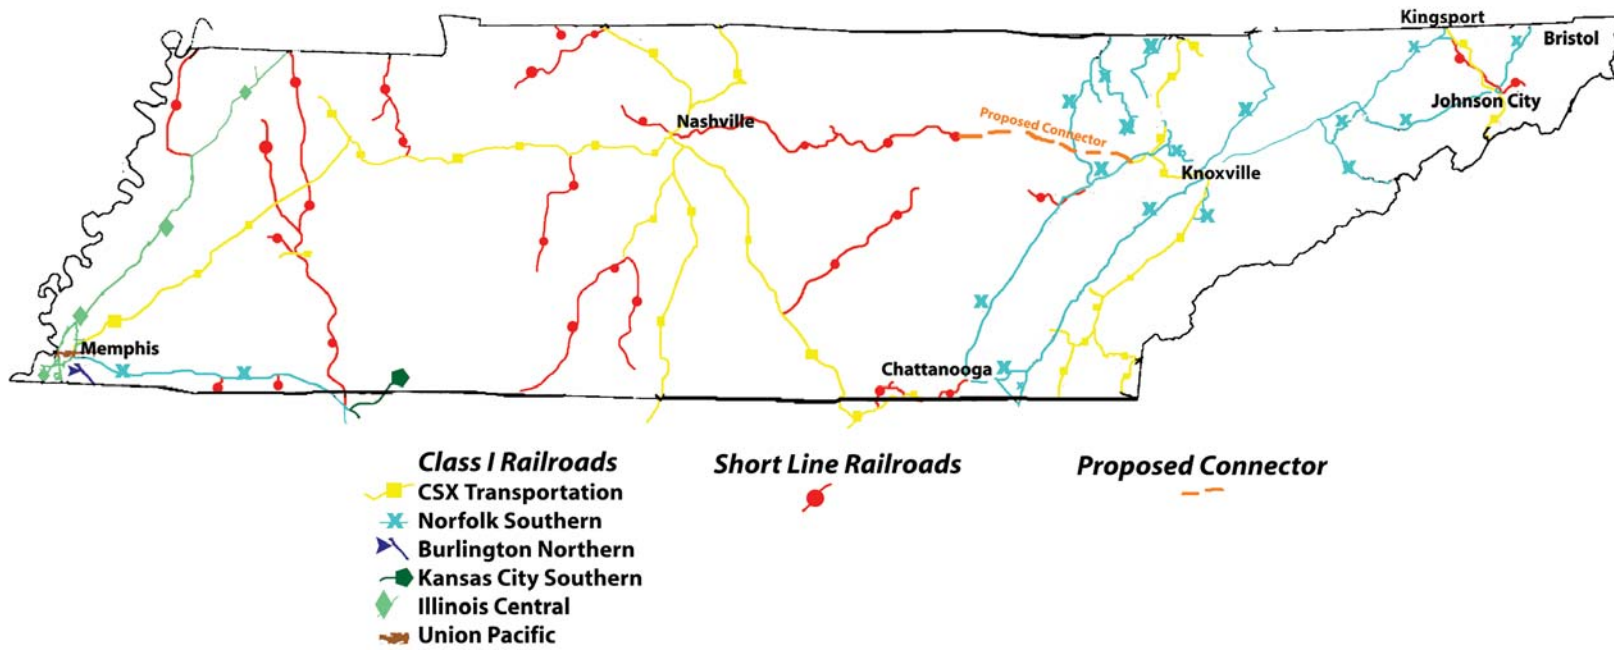 Kingsport
Bristol
Johnson City
Nashville
Proposed Connector
Knoxville
Memphis
Chattanooga
Class I Railroads
CSX Transportation
Norfolk Southern
Burlington Northern
Kansas City Southern
Illinois Central
Union Pacific
Short Line Railroads
Proposed Connector